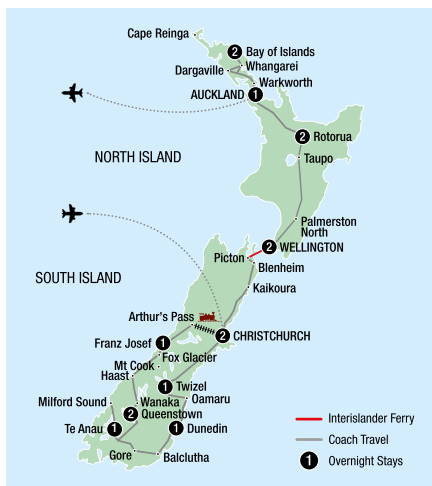 Cape Reinga
2 Bay of Islands
Whangarei
Dargaville
Warkworth
AUCKLAND 1
2 Rotorua
NORTH ISLAND
Taupo
Palmerston
North
2 WELLINGTON
Picton
Blenheim
SOUTH ISLAND
Kaikoura
Arthur's Pass
2 CHRISTCHURCH
Franz Josef 1
Fox Glacier
Mt Cook
Haast
1 Twizel
Oamaru
Milford Sound
Wanaka
2 Queenstown
Te Anau 1
1 Dunedin
Gore
Balclutha
Interislander Ferry
Coach Travel
1 Overnight Stays